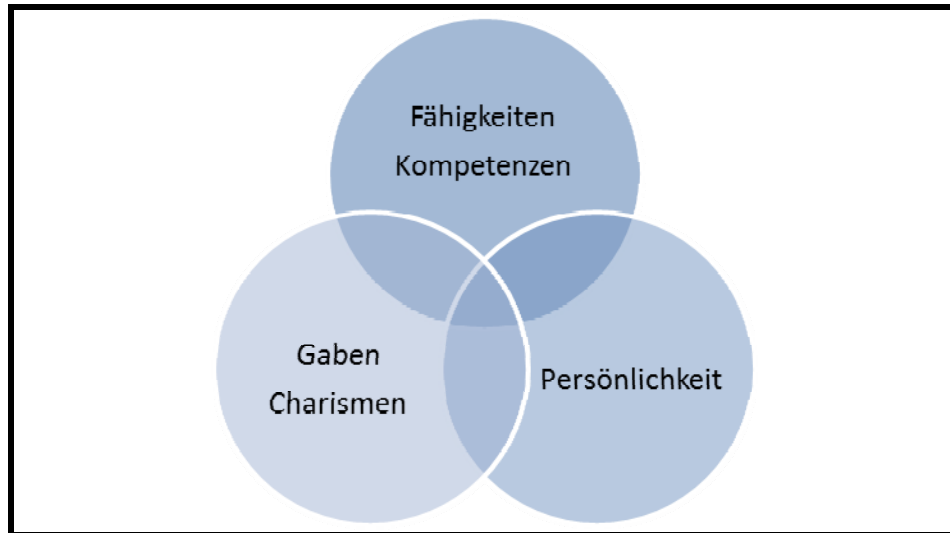 Fähigkeiten
Kompetenzen
Gaben
Charismen
Persönlichkeit